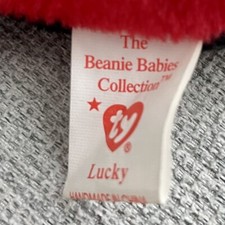 The
Beanie Babies
Collection™
ty®
Lucky
HANDMADE IN CHINA